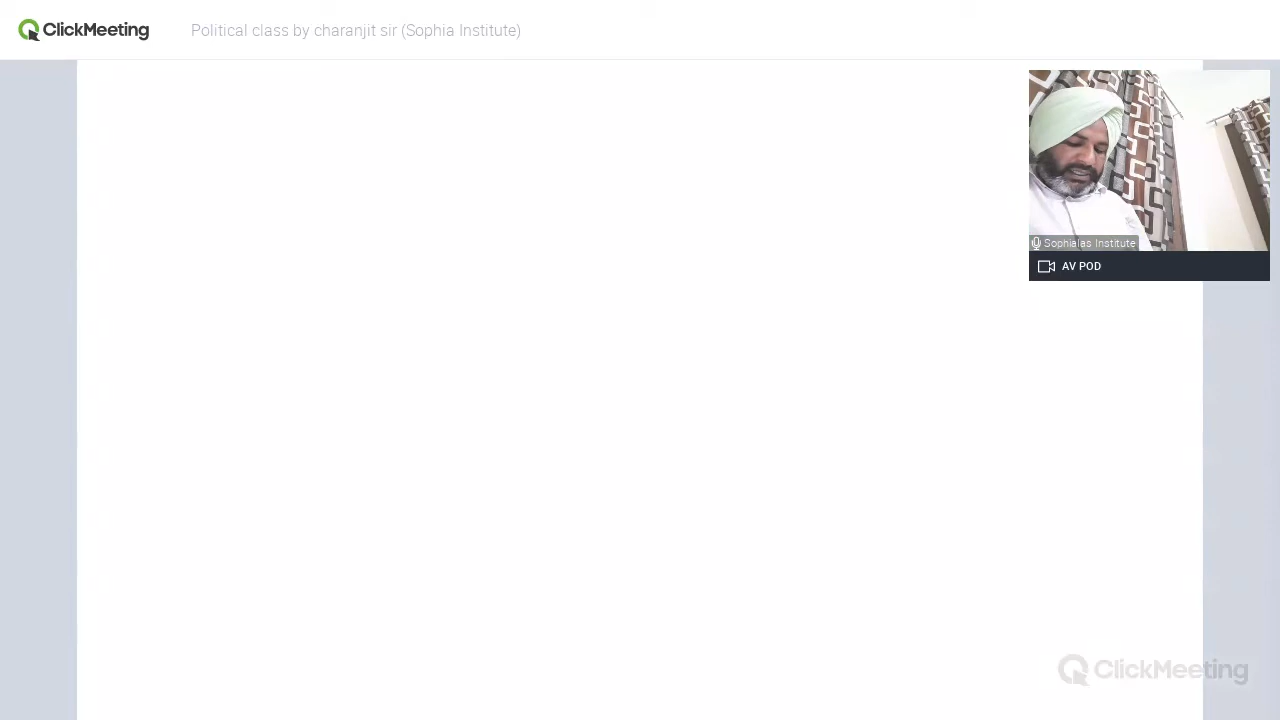 ClickMeeting
Political class by charanjit sir (Sophia Institute)
SophiaIas Institute
AV POD
ClickMeeting